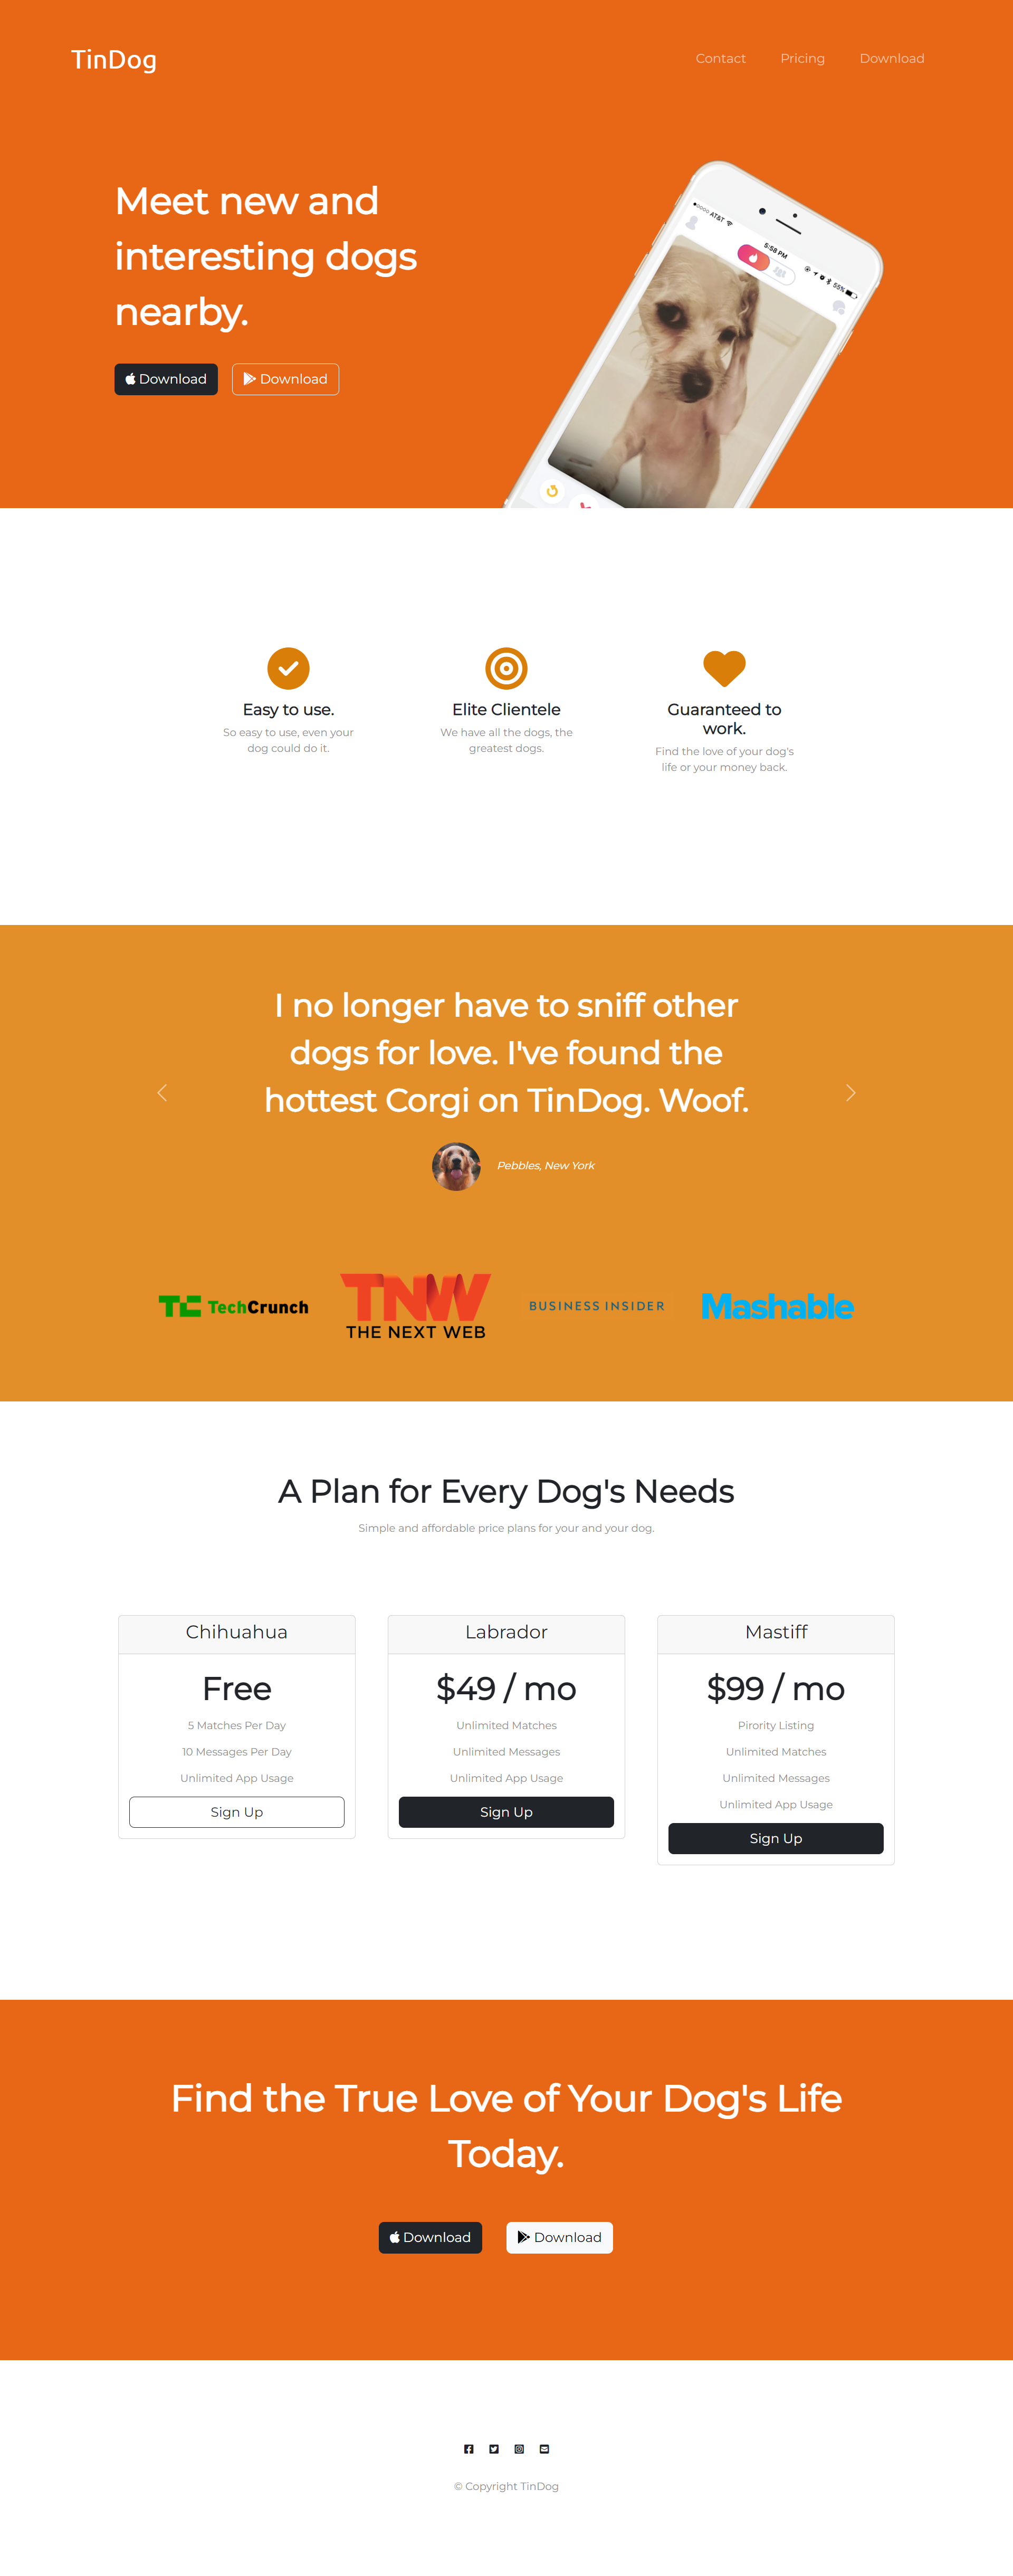 TinDog
Contact Pricing Download
Meet new and
interesting dogs
nearby.
Download Download
AT&T 5:58 PM 55%
Easy to use.
So easy to use, even your
dog could do it.
Elite Clientele
We have all the dogs, the
greatest dogs.
Guaranteed to
work.
Find the love of your dog's
life or your money back.
I no longer have to sniff other
dogs for love. I've found the
hottest Corgi on TinDog. Woof.
Pebbles, New York
TC TechCrunch
TNW
THE NEXT WEB
BUSINESS INSIDER
Mashable
A Plan for Every Dog's Needs
Simple and affordable price plans for your and your dog.
Chihuahua
Free
5 Matches Per Day
10 Messages Per Day
Unlimited App Usage
Sign Up
Labrador
$49 / mo
Unlimited Matches
Unlimited Messages
Unlimited App Usage
Sign Up
Mastiff
$99 / mo
Pirority Listing
Unlimited Matches
Unlimited Messages
Unlimited App Usage
Sign Up
Find the True Love of Your Dog's Life
Today.
Download Download
© Copyright TinDog